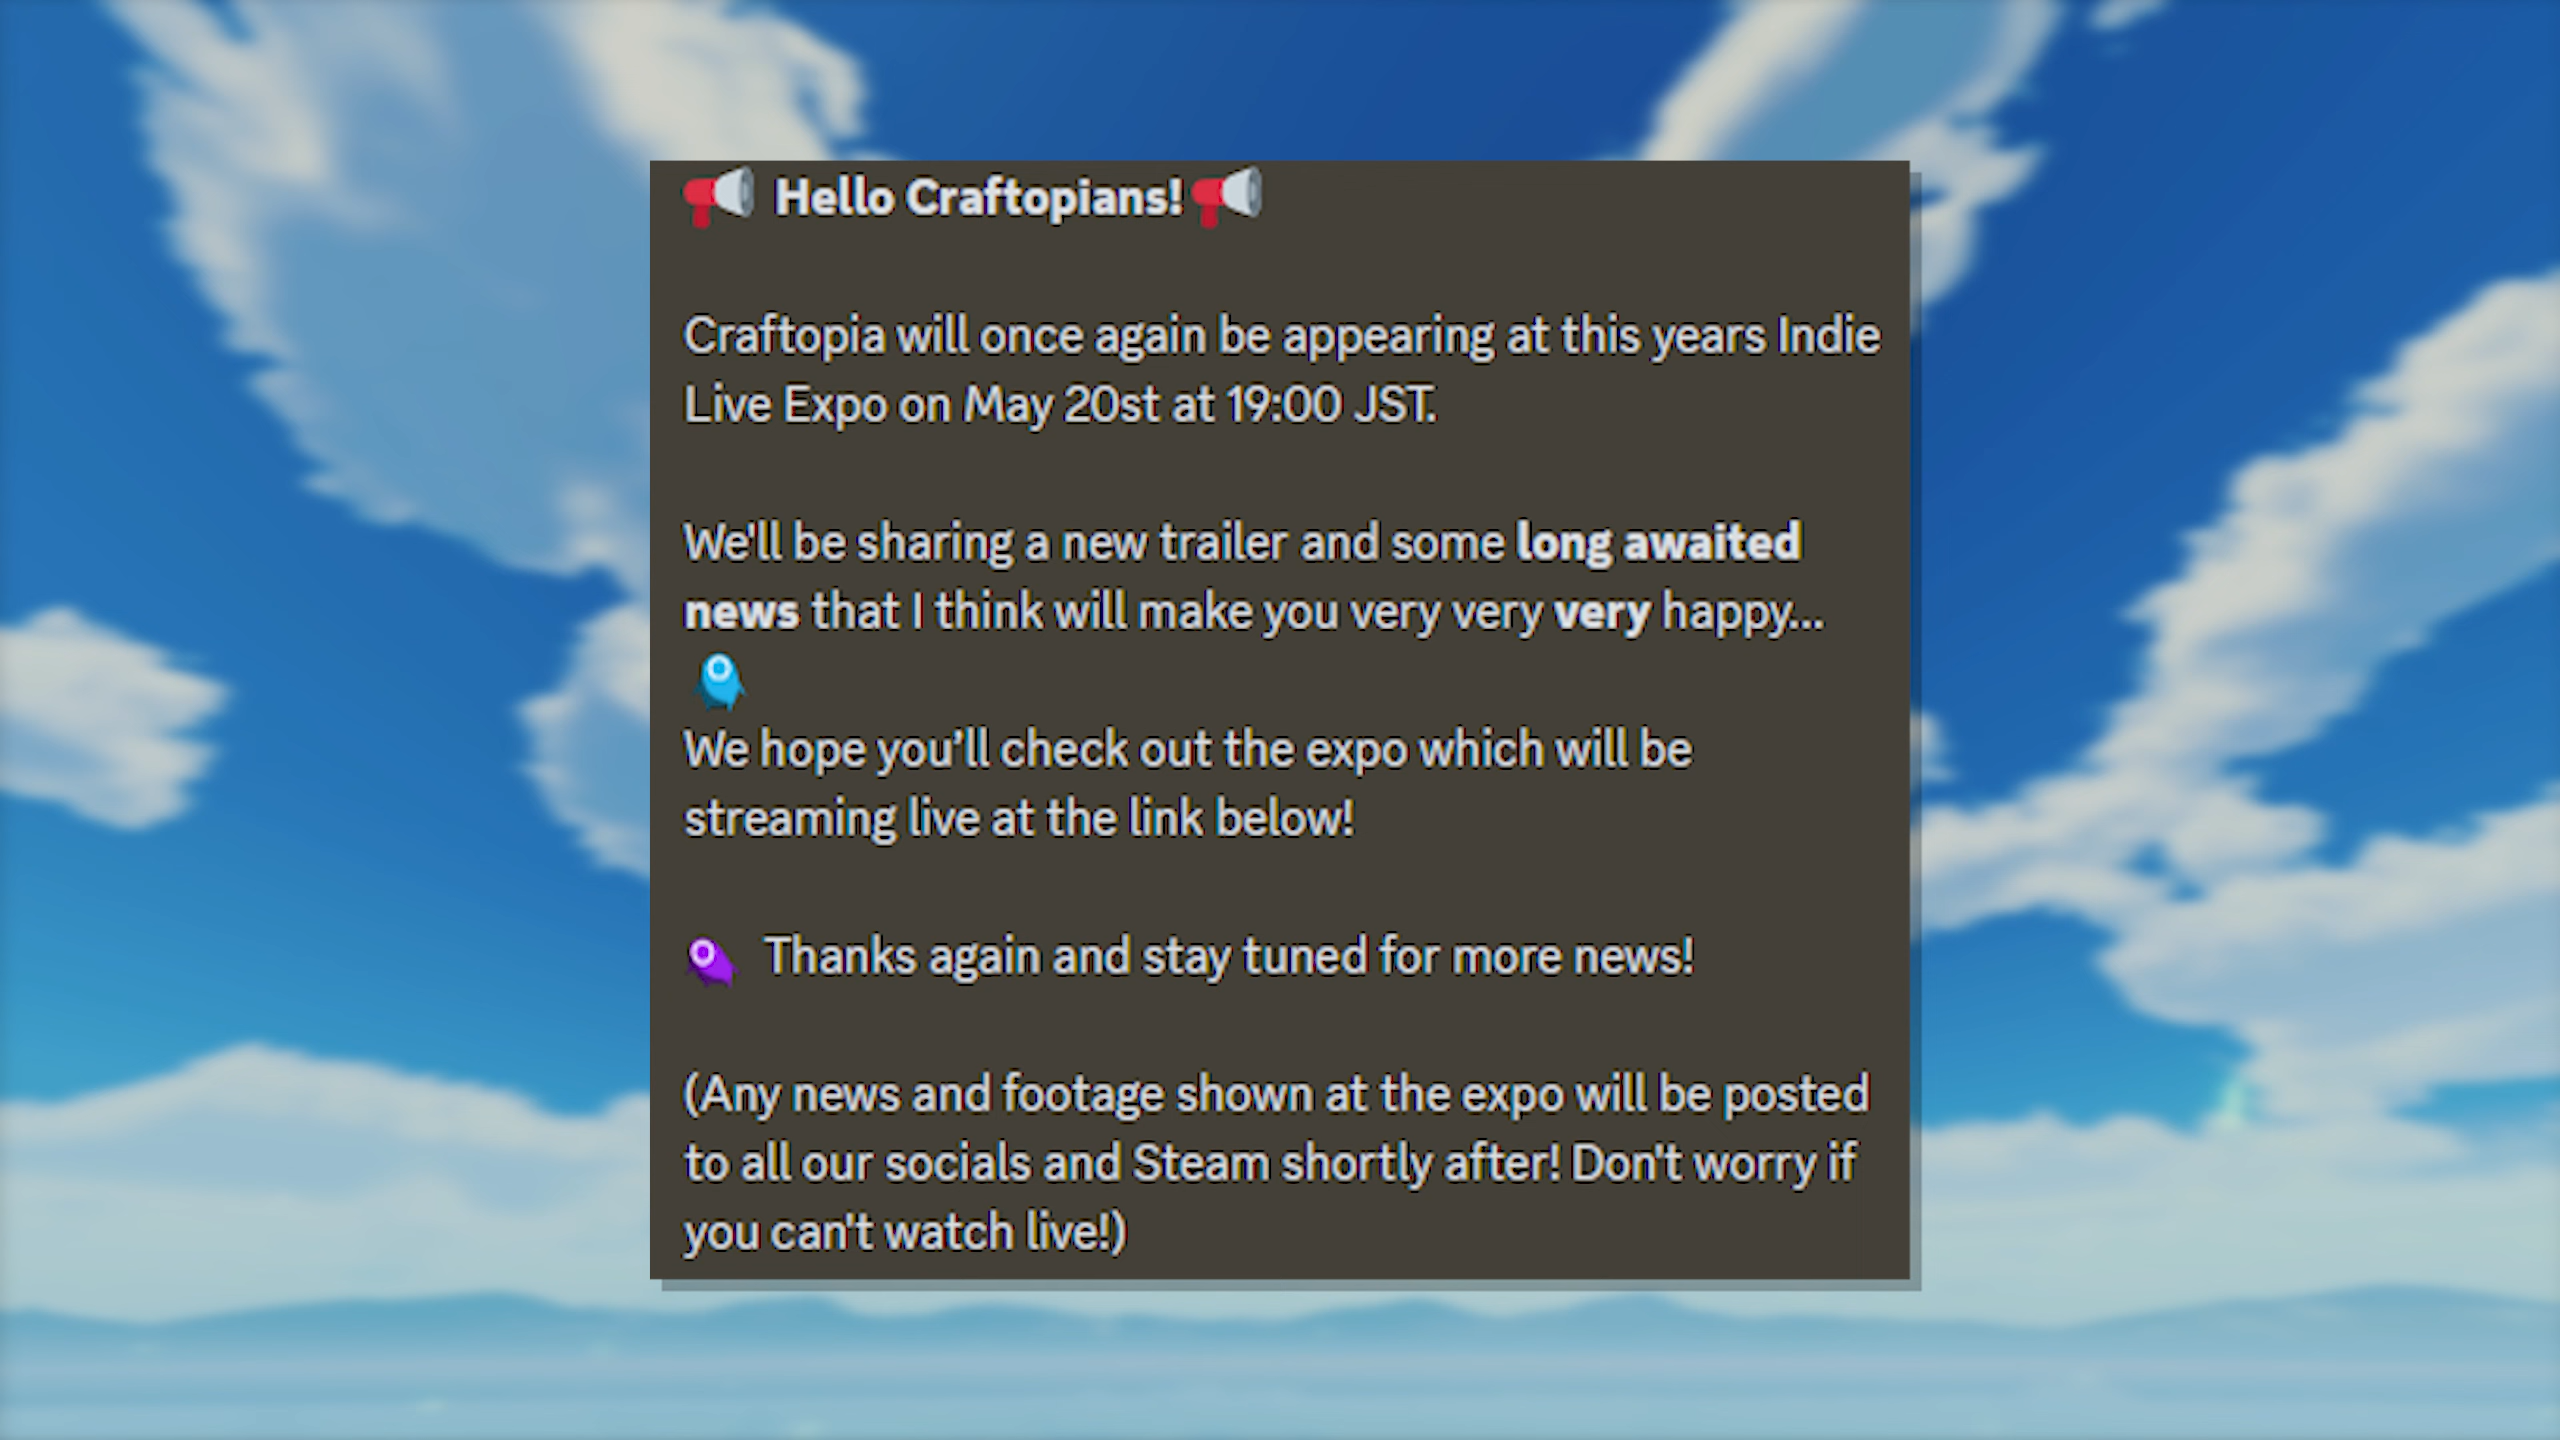 Hello Craftopians!
Craftopia will once again be appearing at this years Indie
Live Expo on May 20st at 19:00 JST.
We'll be sharing a new trailer and some long awaited
news that I think will make you very very very happy...
We hope you’ll check out the expo which will be
streaming live at the link below!
Thanks again and stay tuned for more news!
(Any news and footage shown at the expo will be posted
to all our socials and Steam shortly after! Don't worry if
you can't watch live!)